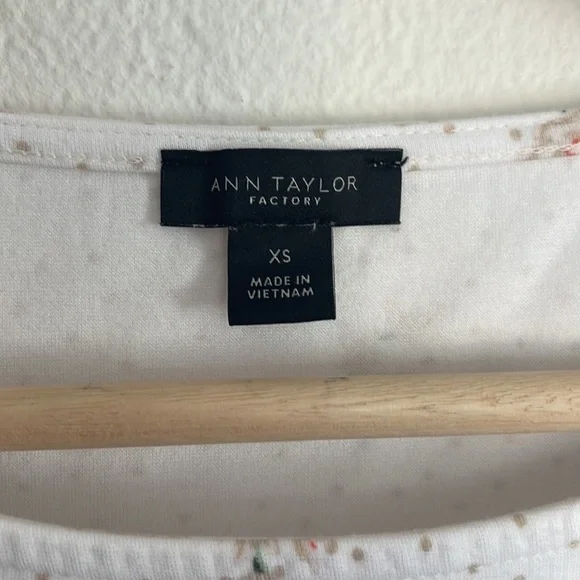 ANN TAYLOR
FACTORY
XS
MADE IN
VIETNAM